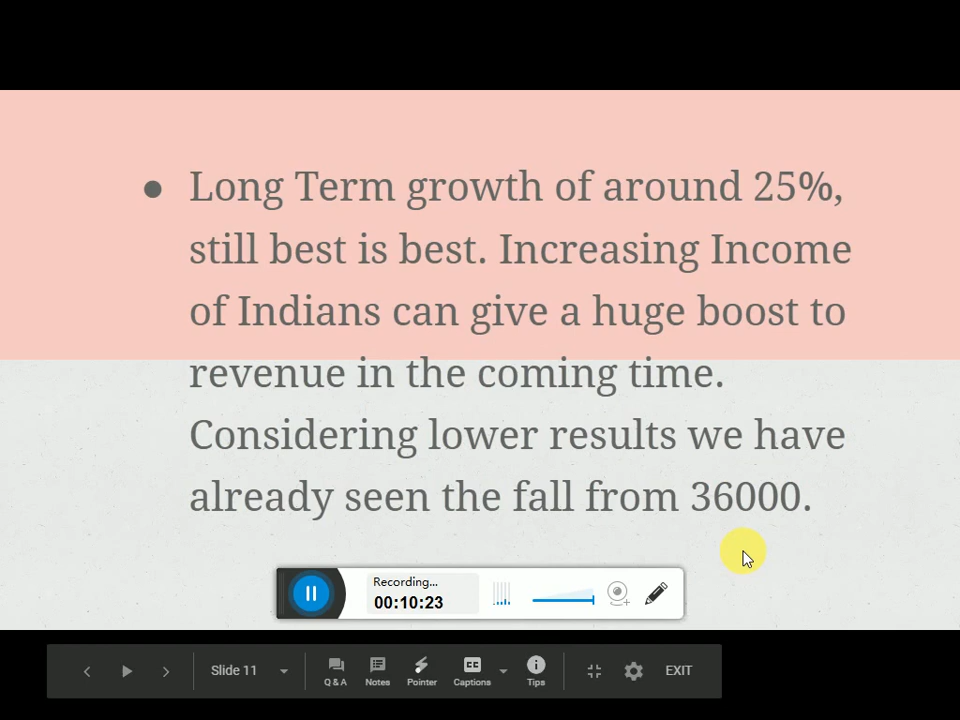 ● Long Term growth of around 25%,
still best is best. Increasing Income
of Indians can give a huge boost to
revenue in the coming time.
Considering lower results we have
already seen the fall from 36000.
Recording...
00:10:23
Slide 11
Q & A
Notes
Pointer
CC
Captions
Tips
EXIT